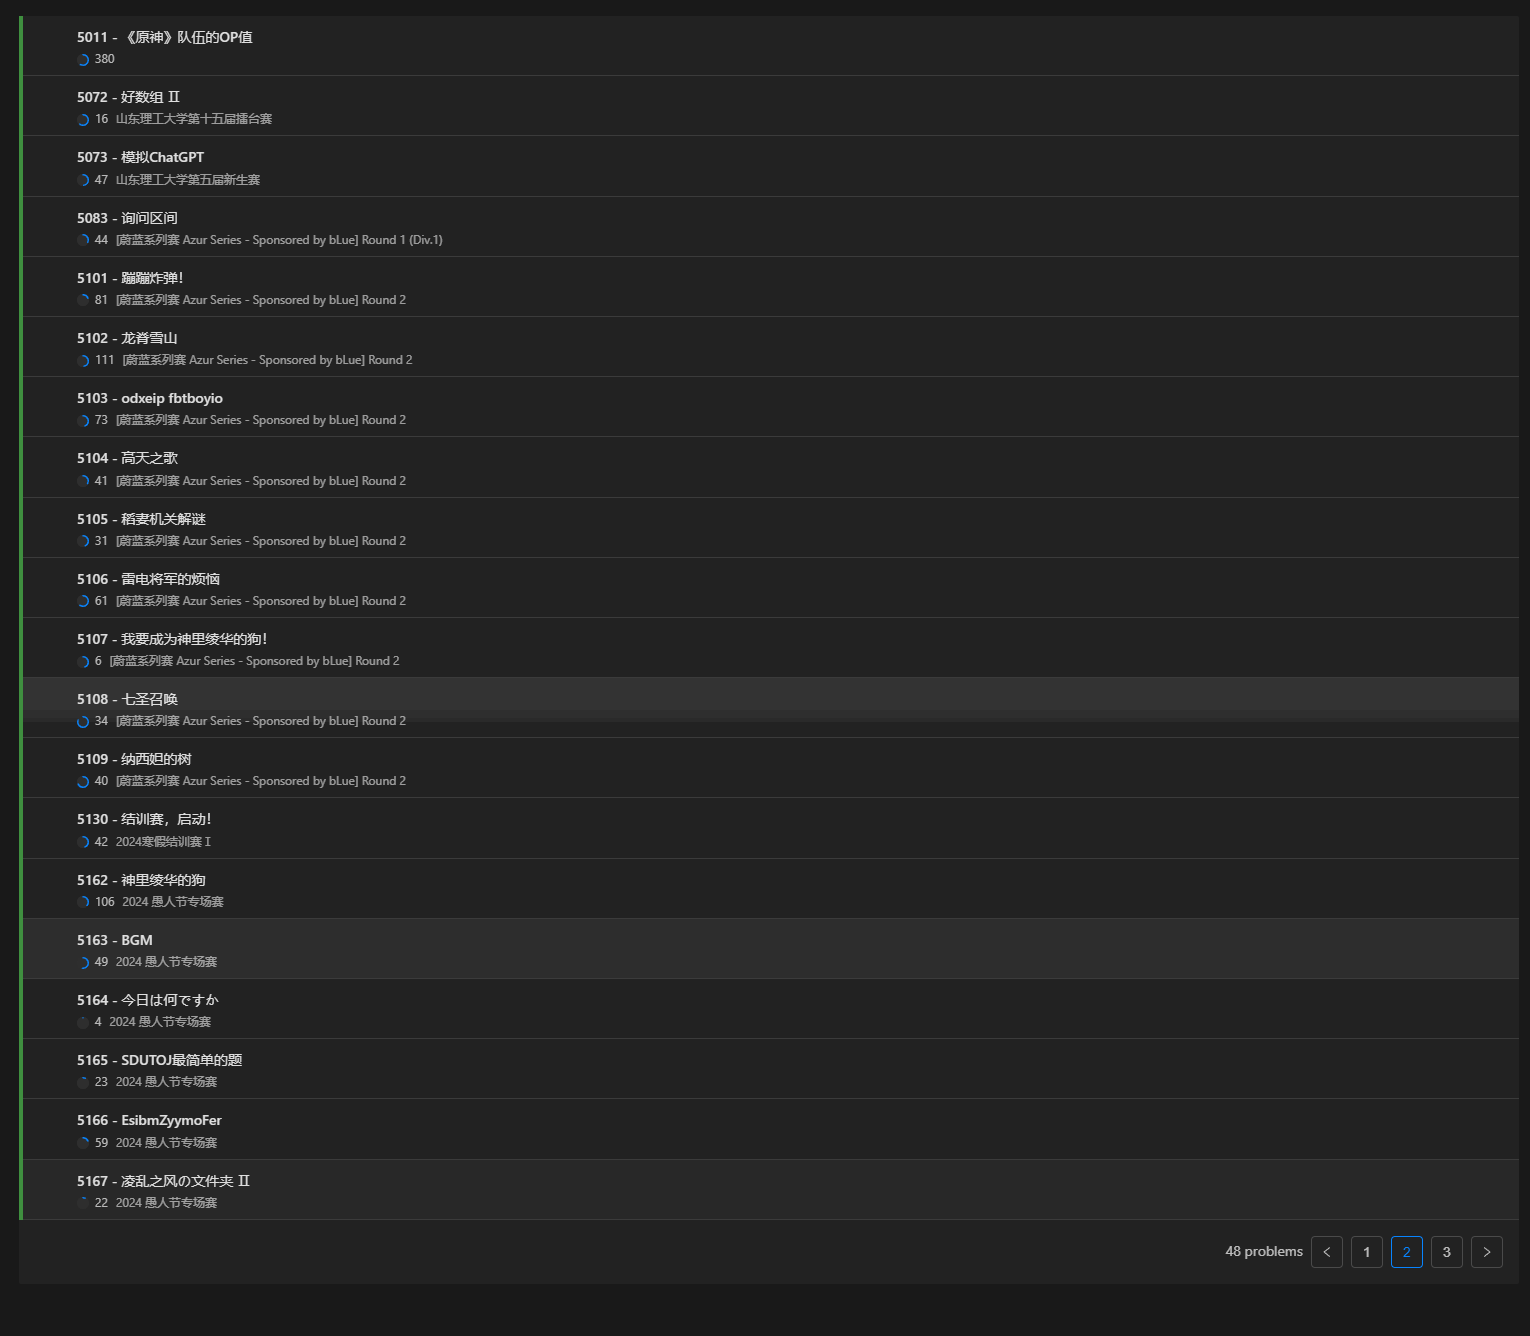 5011 - 《原神》队伍的OP值
380
5072 - 好数组 Ⅱ
16 山东理工大学第十五届擂台赛
5073 - 模拟ChatGPT
47 山东理工大学第五届新生赛
5083 - 询问区间
44 [蔚蓝系列赛 Azur Series - Sponsored by bLue] Round 1 (Div.1)
5101 - 蹦蹦炸弹！
81 [蔚蓝系列赛 Azur Series - Sponsored by bLue] Round 2
5102 - 龙脊雪山
111 [蔚蓝系列赛 Azur Series - Sponsored by bLue] Round 2
5103 - odxeip fbtboyio
73 [蔚蓝系列赛 Azur Series - Sponsored by bLue] Round 2
5104 - 高天之歌
41 [蔚蓝系列赛 Azur Series - Sponsored by bLue] Round 2
5105 - 稻妻机关解谜
31 [蔚蓝系列赛 Azur Series - Sponsored by bLue] Round 2
5106 - 雷电将军的烦恼
61 [蔚蓝系列赛 Azur Series - Sponsored by bLue] Round 2
5107 - 我要成为神里绫华的狗！
6 [蔚蓝系列赛 Azur Series - Sponsored by bLue] Round 2
5108 - 七圣召唤
34 [蔚蓝系列赛 Azur Series - Sponsored by bLue] Round 2
5109 - 纳西妲的树
40 [蔚蓝系列赛 Azur Series - Sponsored by bLue] Round 2
5130 - 结训赛，启动！
42 2024寒假结训赛 Ⅰ
5162 - 神里绫华的狗
106 2024 愚人节专场赛
5163 - BGM
49 2024 愚人节专场赛
5164 - 今日は何ですか
4 2024 愚人节专场赛
5165 - SDUTOJ最简单的题
23 2024 愚人节专场赛
5166 - EsibmZyymoFer
59 2024 愚人节专场赛
5167 - 凌乱之风の文件夹 Ⅱ
22 2024 愚人节专场赛
48 problems < 1 2 3 >